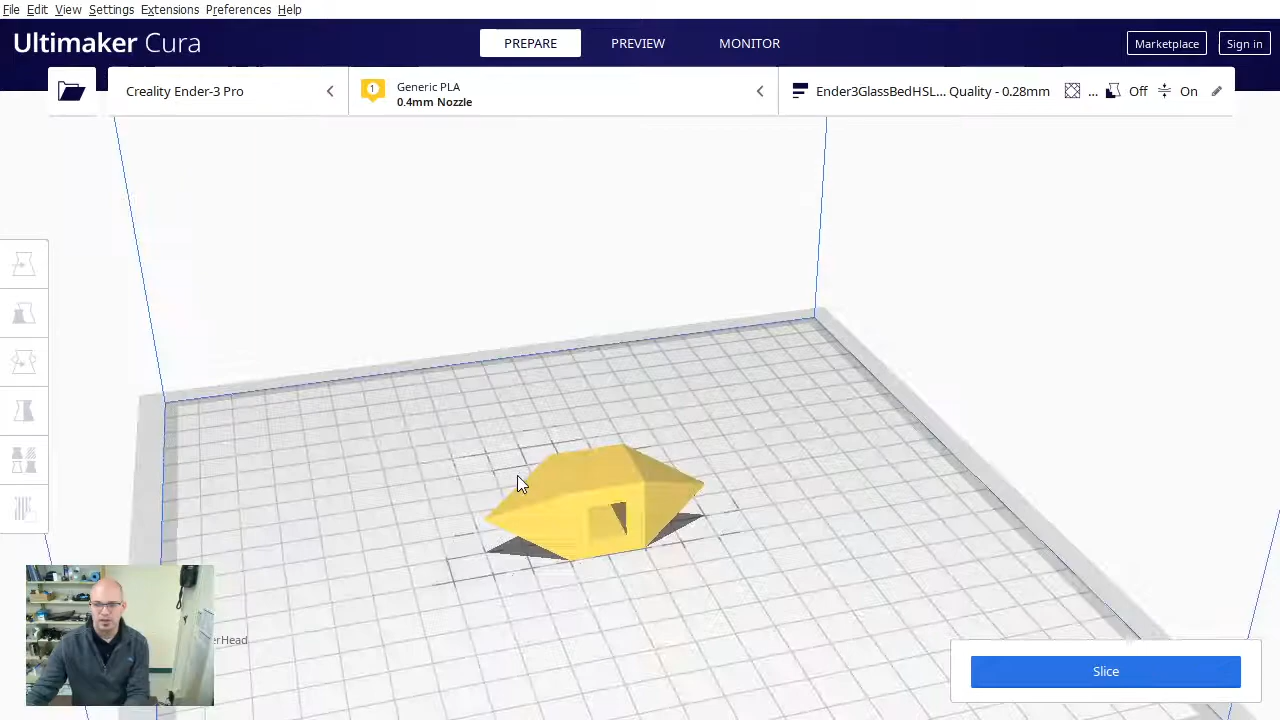 File Edit View Settings Extensions Preferences Help
Ultimaker Cura
PREPARE
PREVIEW
MONITOR
Marketplace
Sign in
Creality Ender-3 Pro
1
Generic PLA
0.4mm Nozzle
Ender3GlassBedHSL... Quality - 0.28mm
...
Off
On
erHead
Slice